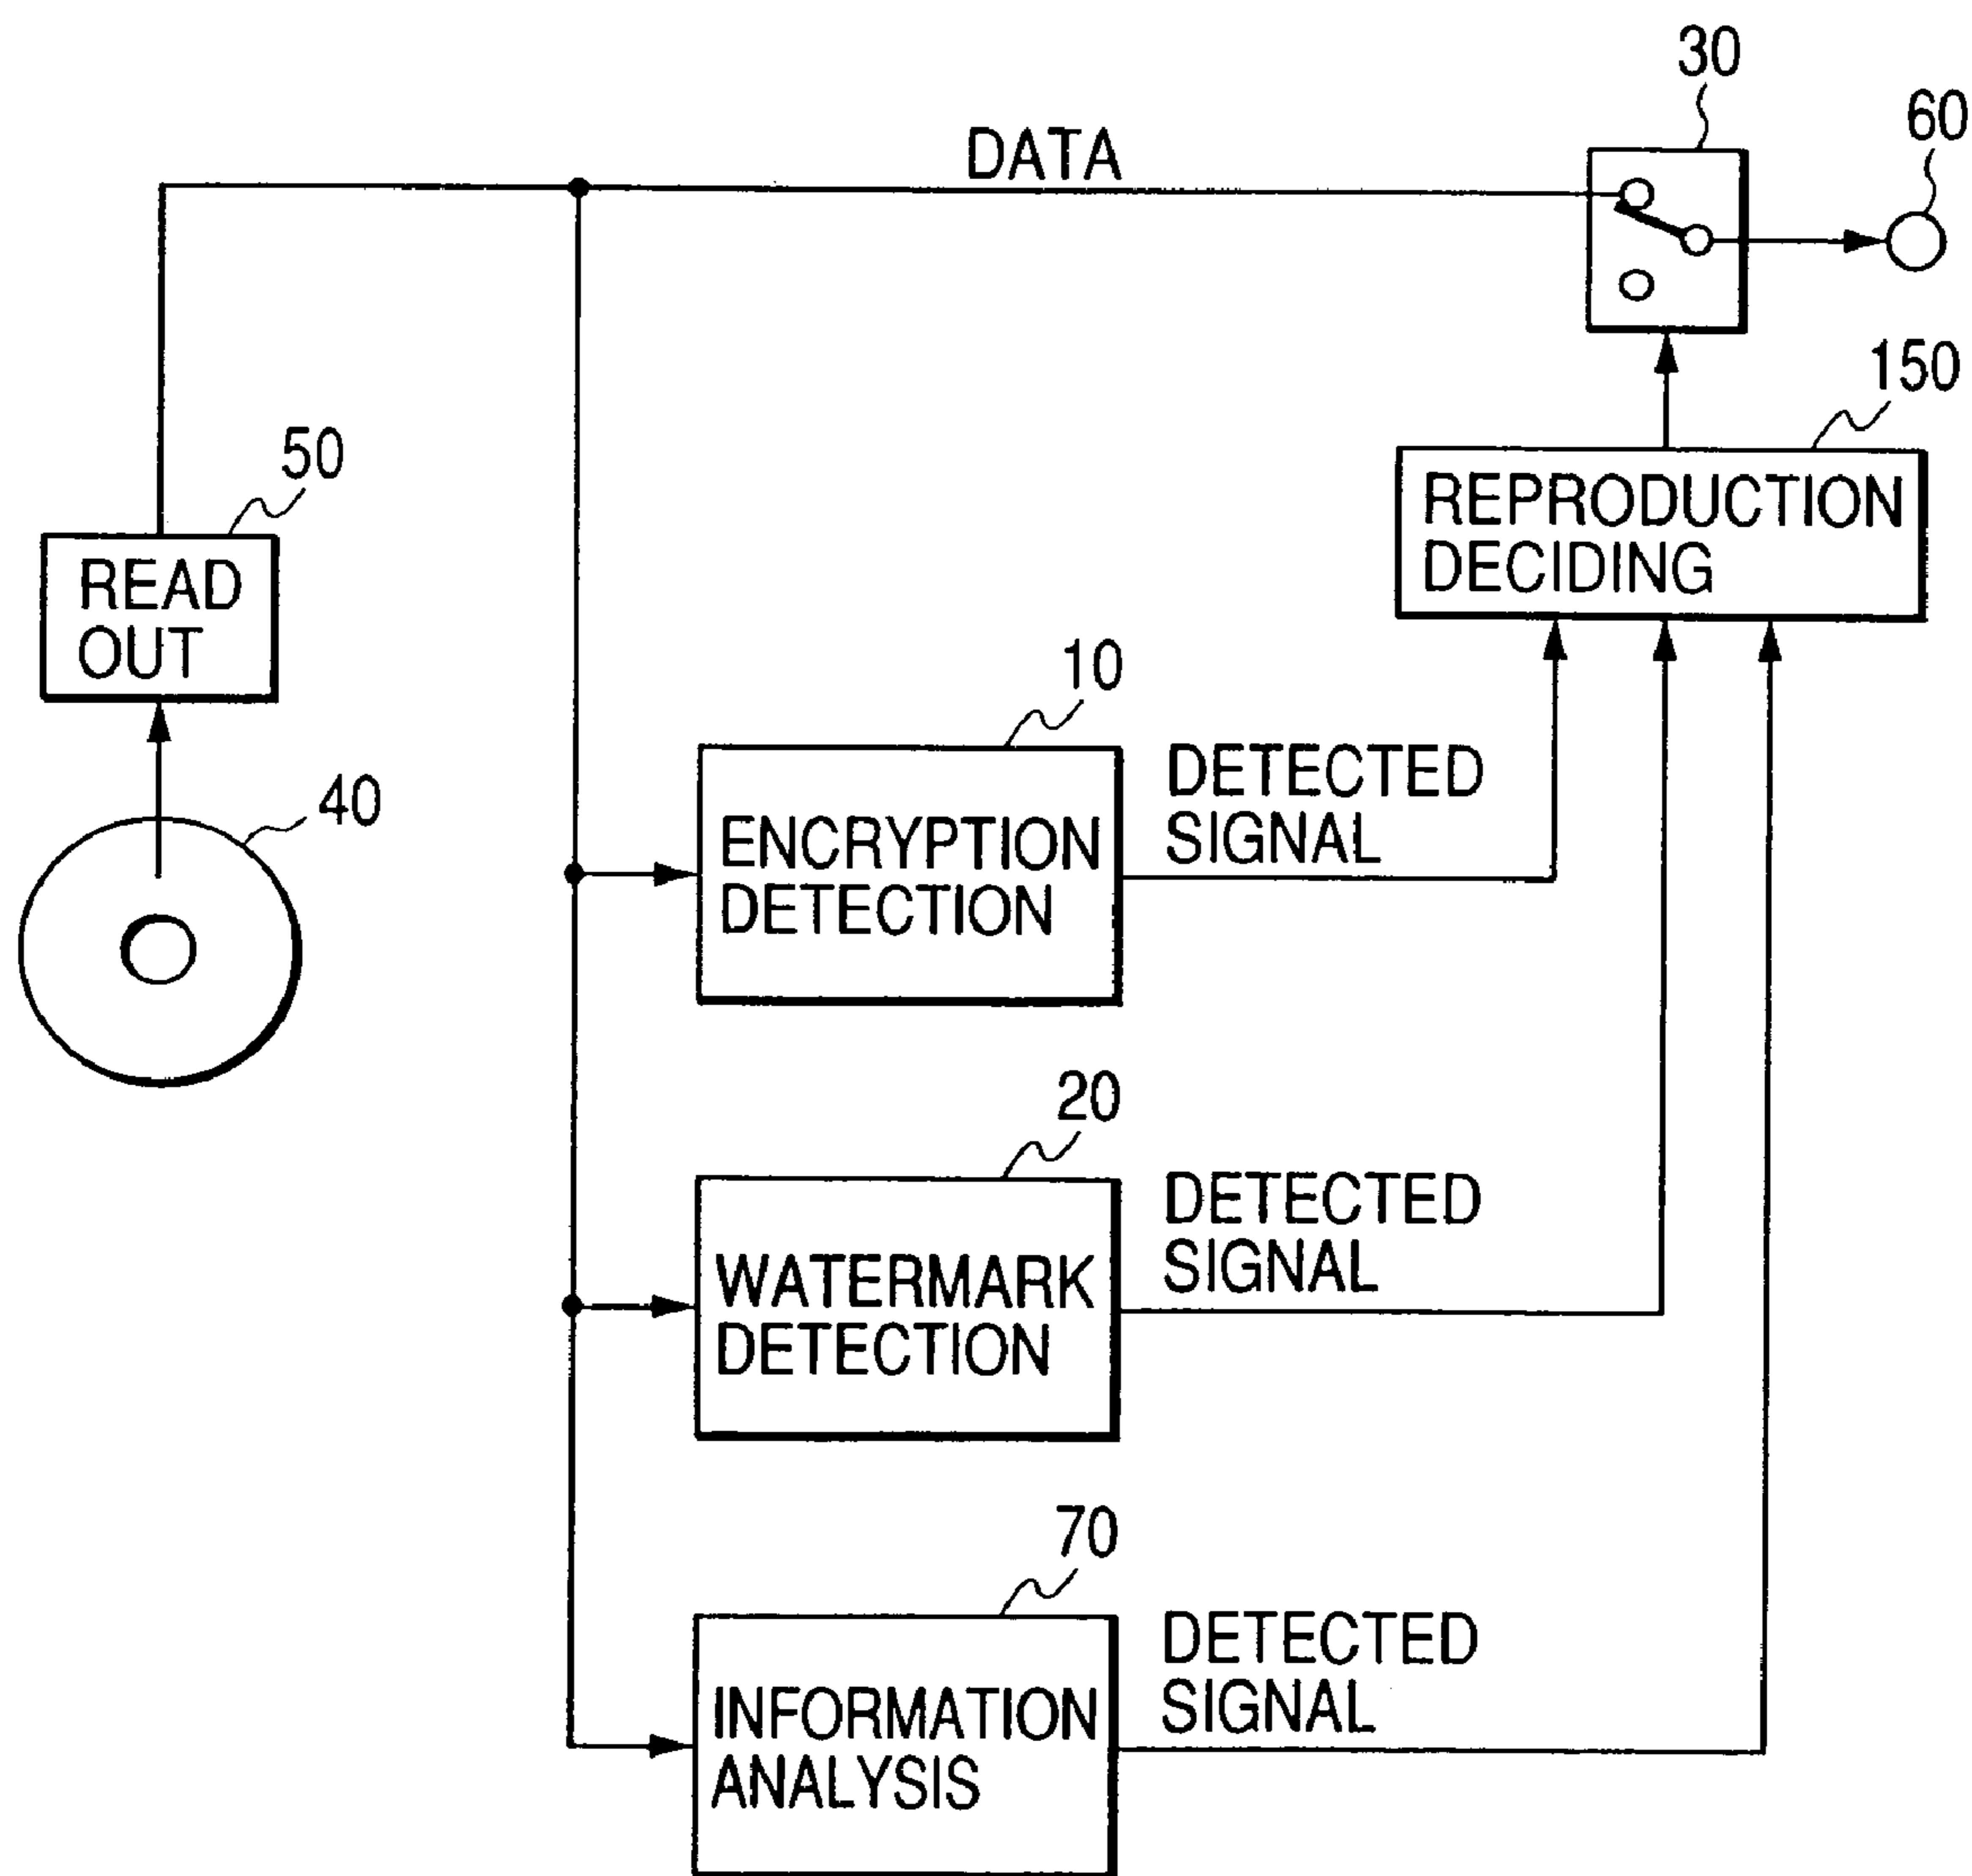 30
60
DATA
150
50
REPRODUCTION
DECIDING
READ
OUT
10
DETECTED
SIGNAL
40
ENCRYPTION
DETECTION
20
DETECTED
SIGNAL
WATERMARK
DETECTION
70
DETECTED
SIGNAL
INFORMATION
ANALYSIS